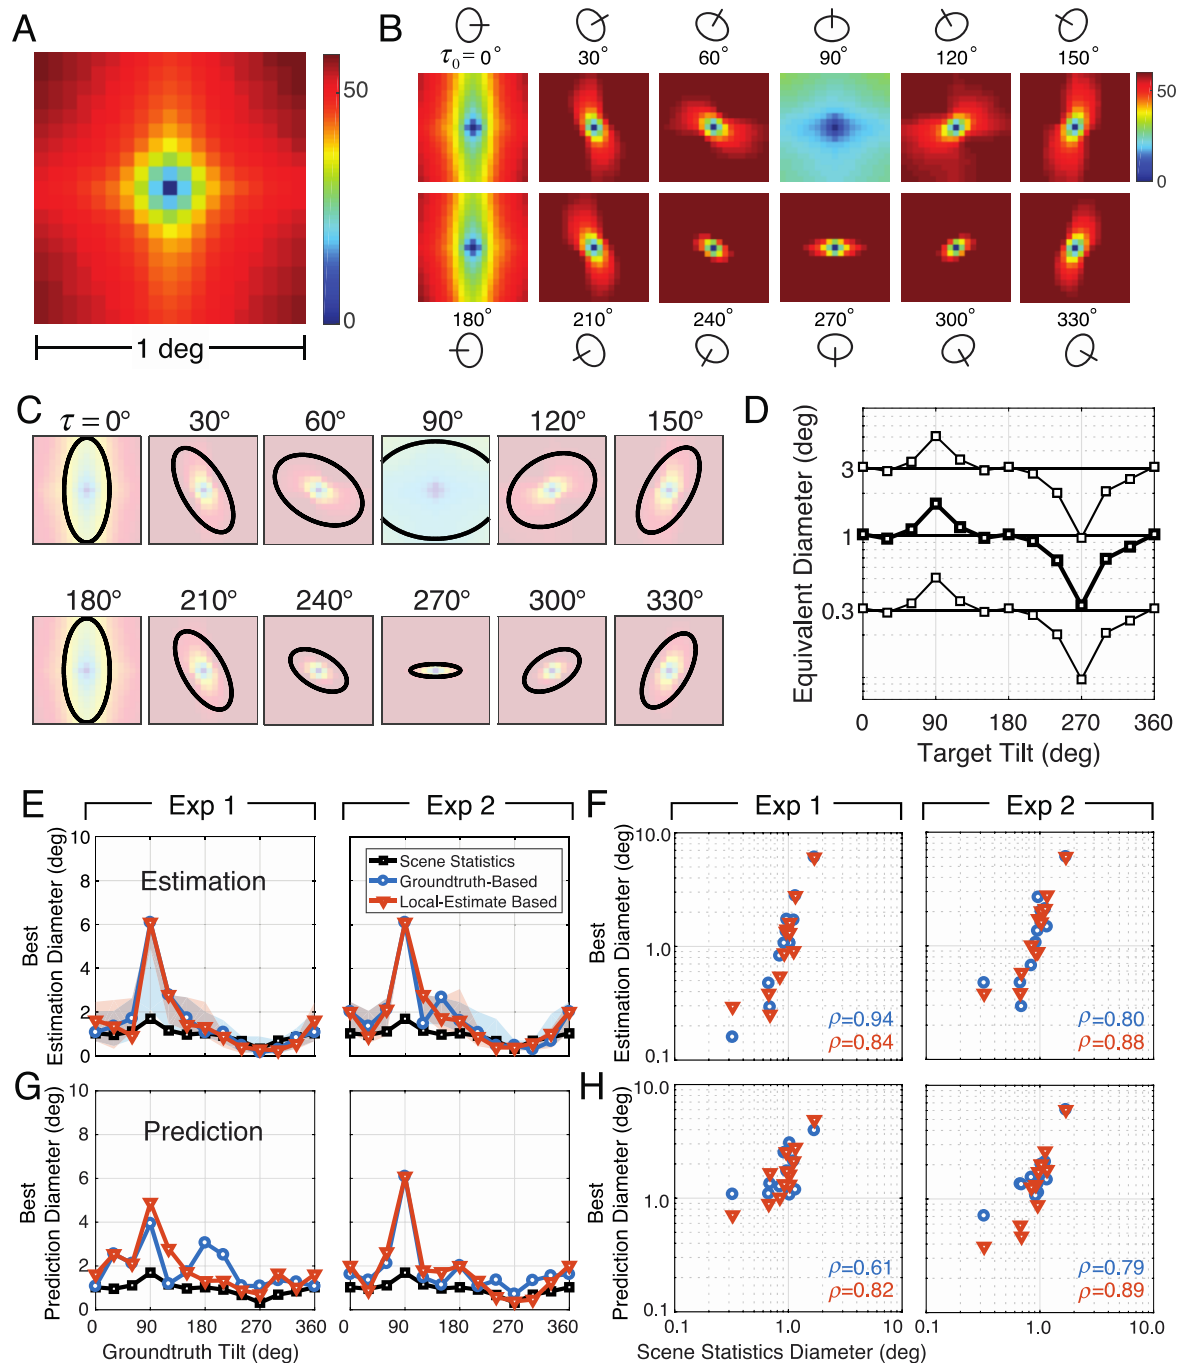 A
50
0
1 deg
B
τ0 = 0° 30° 60° 90° 120° 150°
50
0
180° 210° 240° 270° 300° 330°
C
τ = 0° 30° 60° 90° 120° 150°
180° 210° 240° 270° 300° 330°
D
Equivalent Diameter (deg)
3
1
0.3
0 90 180 270 360
Target Tilt (deg)
E
Exp 1
Exp 2
Best
Estimation Diameter (deg)
10
8
6
4
2
0
Estimation
Scene Statistics
Groundtruth-Based
Local-Estimate Based
F
Exp 1
Exp 2
Best
Estimation Diameter (deg)
10.0
1.0
0.1
ρ=0.94
ρ=0.84
ρ=0.80
ρ=0.88
G
Best
Prediction Diameter (deg)
10
8
6
4
2
0
Prediction
0 90 180 270 360
0 90 180 270 360
Groundtruth Tilt (deg)
H
Best
Prediction Diameter (deg)
10.0
1.0
0.1
ρ=0.61
ρ=0.82
ρ=0.79
ρ=0.89
0.1 1.0 10.0
0.1 1.0 10.0
Scene Statistics Diameter (deg)